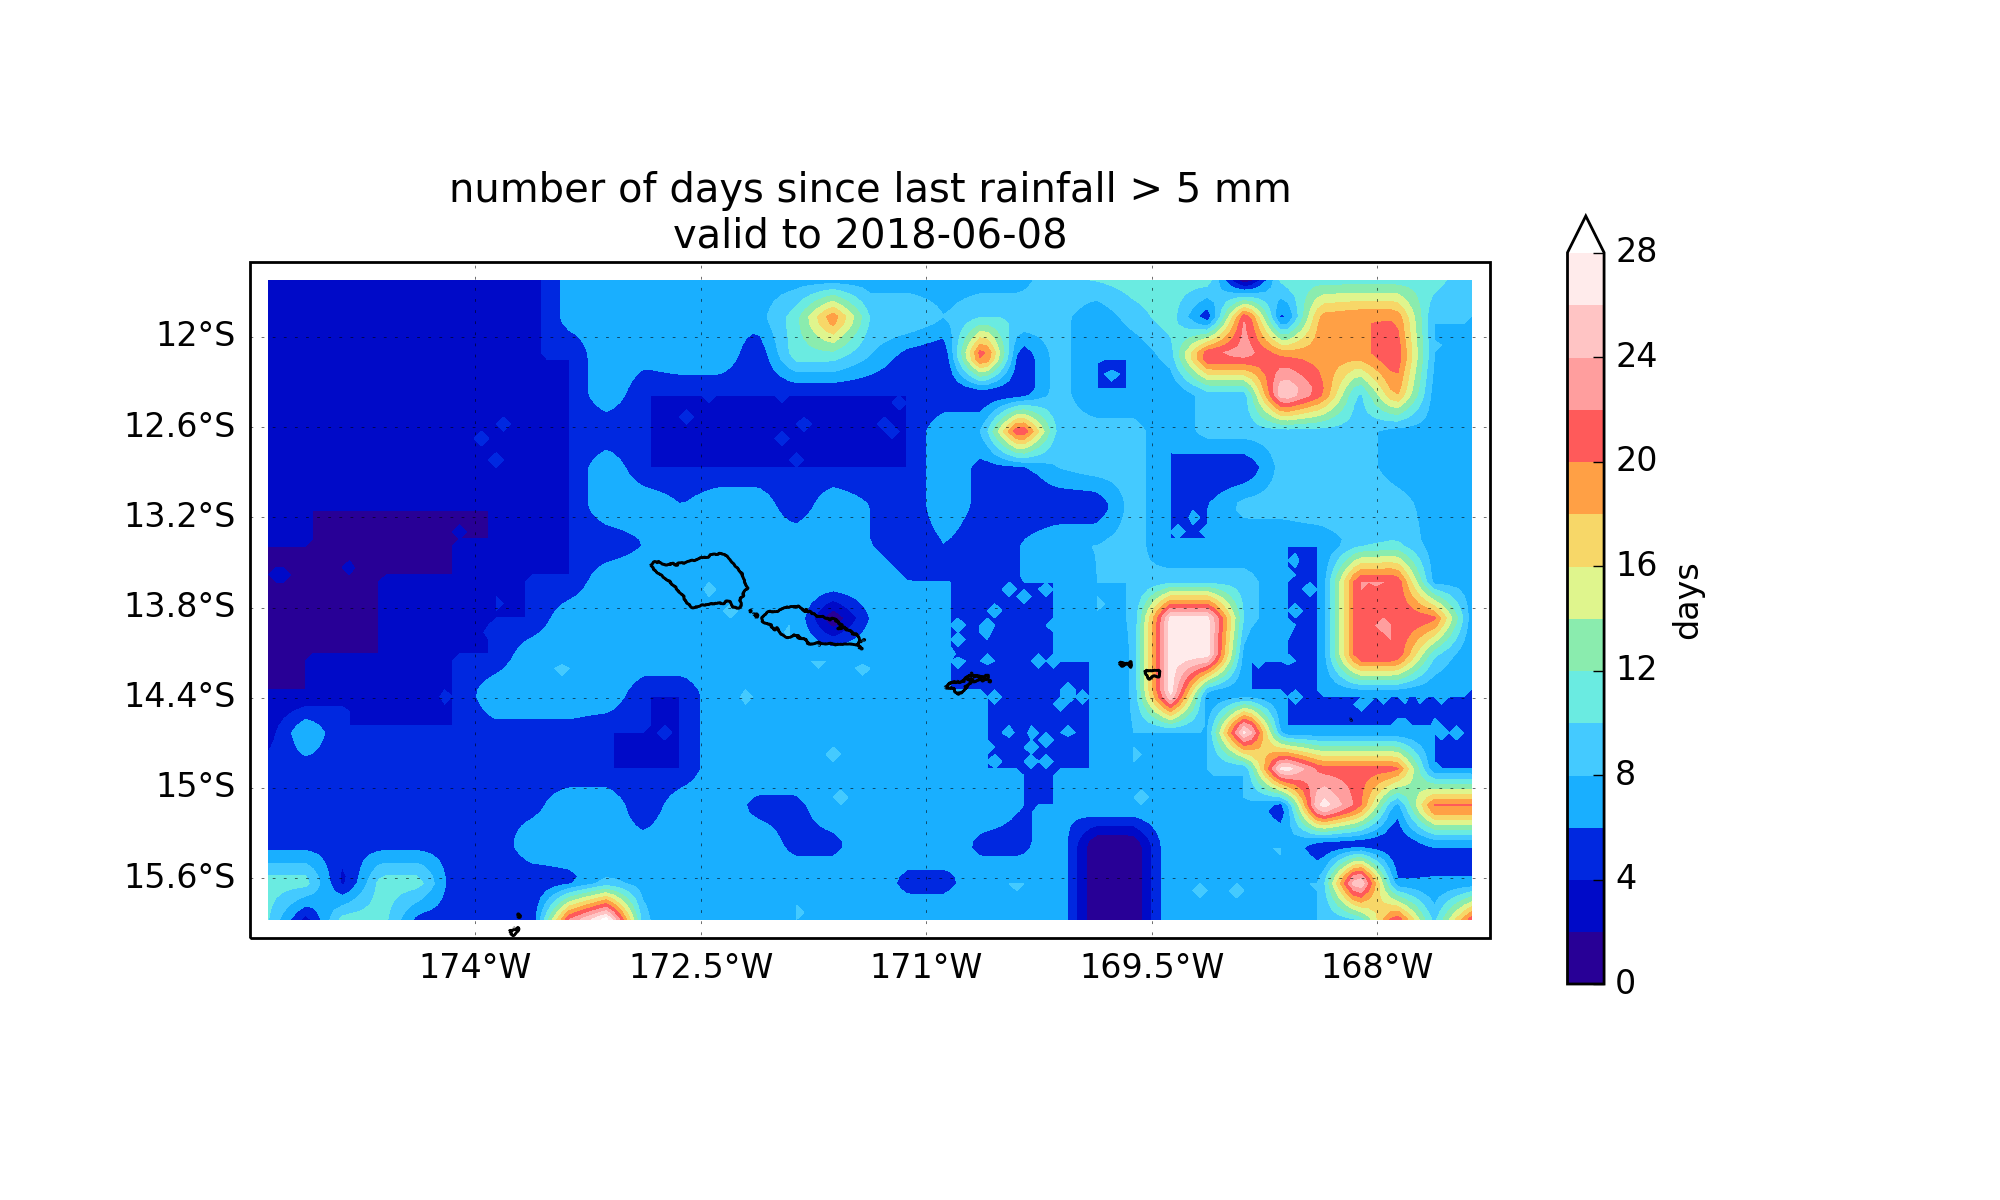 number of days since last rainfall > 5 mm
valid to 2018-06-08
12°S
12.6°S
13.2°S
13.8°S
14.4°S
15°S
15.6°S
174°W
172.5°W
171°W
169.5°W
168°W
28
24
20
16
12
8
4
0
days